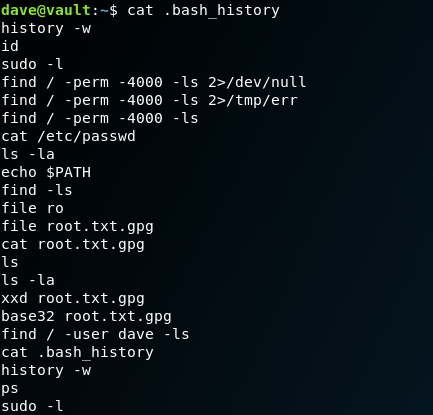 dave@vault:~$ cat .bash_history
history -w
id
sudo -l
find / -perm -4000 -ls 2>/dev/null
find / -perm -4000 -ls 2>/tmp/err
find / -perm -4000 -ls
cat /etc/passwd
ls -la
echo $PATH
find -ls
file ro
file root.txt.gpg
cat root.txt.gpg
ls
ls -la
xxd root.txt.gpg
base32 root.txt.gpg
find / -user dave -ls
cat .bash_history
history -w
ps
sudo -l